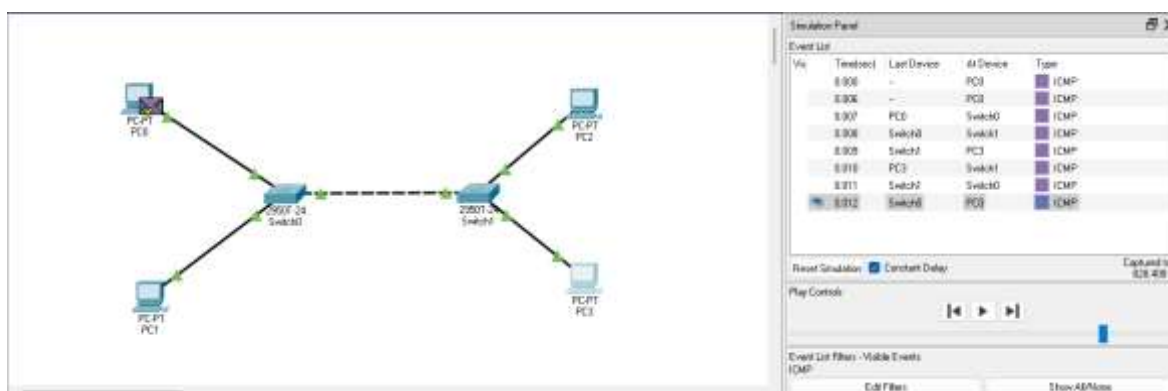 PC-PT
PC0
PC-PT
PC2
2950T-24
Switch0
2950T-24
Switch1
PC-PT
PC1
PC-PT
PC3
Simulation Panel
Event List
Vis. Time(sec) Last Device At Device Type
0.000 - PC0 ICMP
0.006 - PC0 ICMP
0.007 PC0 Switch0 ICMP
0.008 Switch0 Switch1 ICMP
0.009 Switch1 PC3 ICMP
0.010 PC3 Switch1 ICMP
0.011 Switch1 Switch0 ICMP
0.012 Switch0 PC0 ICMP
Reset Simulation Constant Delay
Captured to
Play Controls
Event List Filters - Visible Events
ICMP
Edit Filters Show All/None